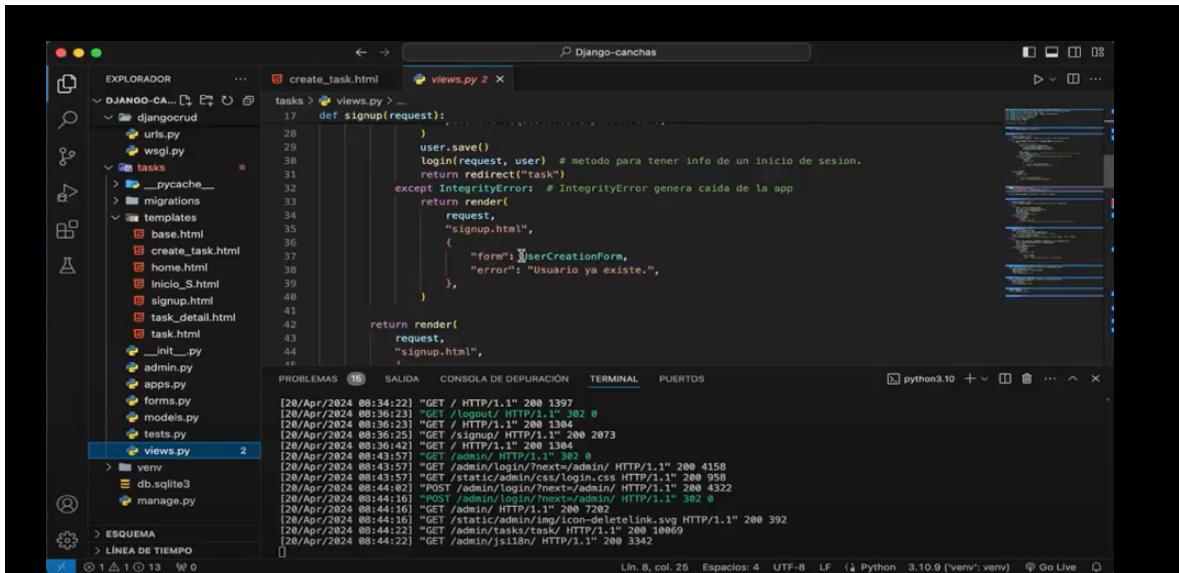 Django-canchas
EXPLORADOR
DJANGO-CA...
djangocrud
urls.py
wsgi.py
tasks
__pycache__
migrations
templates
base.html
create_task.html
home.html
Inicio_S.html
signup.html
task_detail.html
task.html
__init__.py
admin.py
apps.py
forms.py
models.py
tests.py
views.py 2
venv
db.sqlite3
manage.py
ESQUEMA
LÍNEA DE TIEMPO
create_task.html
views.py 2
tasks > views.py > ...
17 def signup(request):
28 )
29 user.save()
30 login(request, user) # metodo para tener info de un inicio de sesion.
31 return redirect("task")
32 except IntegrityError: # IntegrityError genera caida de la app
33 return render(
34 request,
35 "signup.html",
36 {
37 "form": UserCreationForm,
38 "error": "Usuario ya existe.",
39 },
40 )
41
42 return render(
43 request,
44 "signup.html",
PROBLEMAS 15 SALIDA CONSOLA DE DEPURACIÓN TERMINAL PUERTOS
python3.10
[20/Apr/2024 08:34:22] "GET / HTTP/1.1" 200 1397
[20/Apr/2024 08:36:23] "GET /logout/ HTTP/1.1" 302 0
[20/Apr/2024 08:36:23] "GET / HTTP/1.1" 200 1304
[20/Apr/2024 08:36:25] "GET /signup/ HTTP/1.1" 200 2073
[20/Apr/2024 08:36:42] "GET / HTTP/1.1" 200 1304
[20/Apr/2024 08:43:57] "GET /admin/ HTTP/1.1" 302 0
[20/Apr/2024 08:43:57] "GET /admin/login/?next=/admin/ HTTP/1.1" 200 4158
[20/Apr/2024 08:43:57] "GET /static/admin/css/login.css HTTP/1.1" 200 958
[20/Apr/2024 08:44:02] "POST /admin/login/?next=/admin/ HTTP/1.1" 200 4322
[20/Apr/2024 08:44:16] "POST /admin/login/?next=/admin/ HTTP/1.1" 302 0
[20/Apr/2024 08:44:16] "GET /admin/ HTTP/1.1" 200 7202
[20/Apr/2024 08:44:16] "GET /static/admin/img/icon-deletelink.svg HTTP/1.1" 200 392
[20/Apr/2024 08:44:22] "GET /admin/tasks/task/ HTTP/1.1" 200 10069
[20/Apr/2024 08:44:22] "GET /admin/jsi18n/ HTTP/1.1" 200 3342
1 1 13 0 Lín. 8, col. 25 Espacios: 4 UTF-8 LF Python 3.10.9 ('venv': venv) Go Live